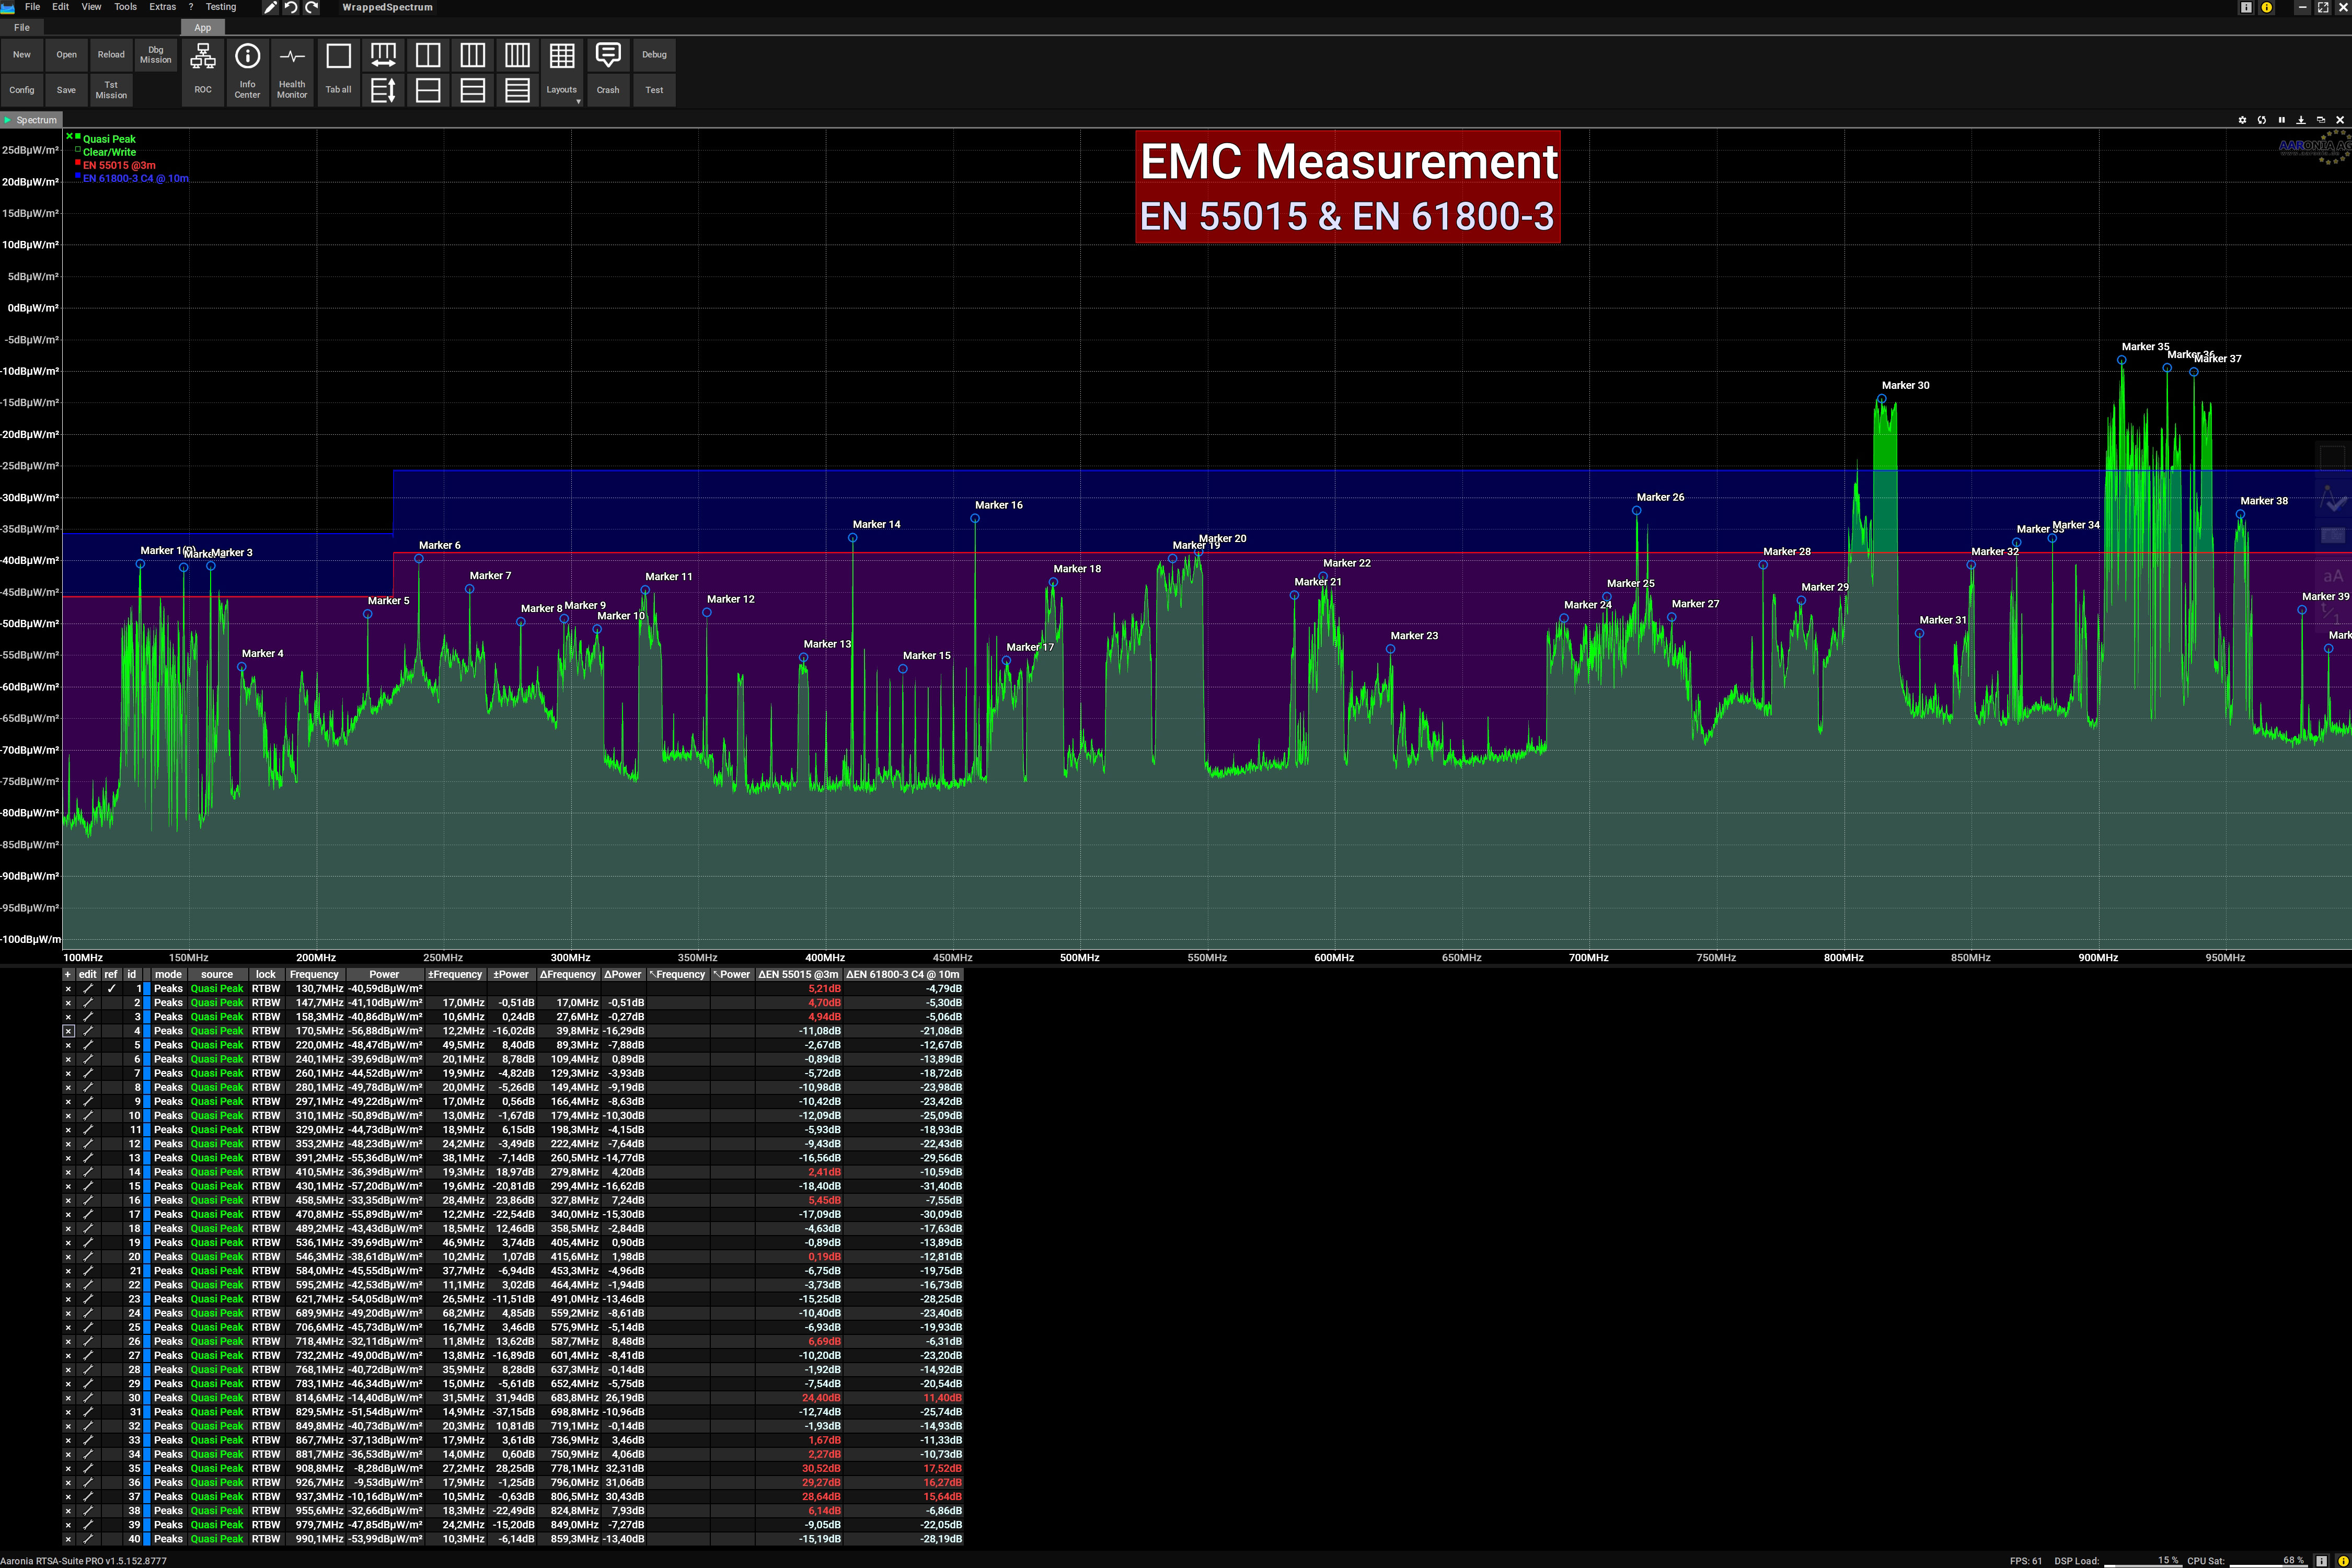 File Edit View Tools Extras ? Testing WrappedSpectrum
File App
New Open Reload Dbg Mission Debug
Config Save Tst Mission ROC Info Center Health Monitor Tab all Layouts Crash Test
Spectrum
Quasi Peak
Clear/Write
EN 55015 @3m
EN 61800-3 C4 @ 10m
EMC Measurement
EN 55015 & EN 61800-3
AARONIA AG
25dBµW/m²
20dBµW/m²
15dBµW/m²
10dBµW/m²
5dBµW/m²
0dBµW/m²
-5dBµW/m²
-10dBµW/m²
-15dBµW/m²
-20dBµW/m²
-25dBµW/m²
-30dBµW/m²
-35dBµW/m²
-40dBµW/m²
-45dBµW/m²
-50dBµW/m²
-55dBµW/m²
-60dBµW/m²
-65dBµW/m²
-70dBµW/m²
-75dBµW/m²
-80dBµW/m²
-85dBµW/m²
-90dBµW/m²
-95dBµW/m²
-100dBµW/m
Marker 3
Marker 4
Marker 5
Marker 6
Marker 7
Marker 8
Marker 9
Marker 10
Marker 11
Marker 12
Marker 13
Marker 14
Marker 15
Marker 16
Marker 17
Marker 18
Marker 19
Marker 20
Marker 21
Marker 22
Marker 23
Marker 24
Marker 25
Marker 26
Marker 27
Marker 28
Marker 29
Marker 30
Marker 31
Marker 32
Marker 33
Marker 34
Marker 35
Marker 36
Marker 37
Marker 38
Marker 39
Mark
100MHz 150MHz 200MHz 250MHz 300MHz 350MHz 400MHz 450MHz 500MHz 550MHz 600MHz 650MHz 700MHz 750MHz 800MHz 850MHz 900MHz 950MHz
+ edit ref id mode source lock Frequency Power ±Frequency ±Power ΔFrequency ΔPower ↖Frequency ↖Power ΔEN 55015 @3m ΔEN 61800-3 C4 @ 10m
× ✓ 1 Peaks Quasi Peak RTBW 130,7MHz -40,59dBµW/m² 5,21dB -4,79dB
× 2 Peaks Quasi Peak RTBW 147,7MHz -41,10dBµW/m² 17,0MHz -0,51dB 17,0MHz -0,51dB 4,70dB -5,30dB
× 3 Peaks Quasi Peak RTBW 158,3MHz -40,86dBµW/m² 10,6MHz 0,24dB 27,6MHz -0,27dB 4,94dB -5,06dB
× 4 Peaks Quasi Peak RTBW 170,5MHz -56,88dBµW/m² 12,2MHz -16,02dB 39,8MHz -16,29dB -11,08dB -21,08dB
× 5 Peaks Quasi Peak RTBW 220,0MHz -48,47dBµW/m² 49,5MHz 8,40dB 89,3MHz -7,88dB -2,67dB -12,67dB
× 6 Peaks Quasi Peak RTBW 240,1MHz -39,69dBµW/m² 20,1MHz 8,78dB 109,4MHz 0,89dB -0,89dB -13,89dB
× 7 Peaks Quasi Peak RTBW 260,1MHz -44,52dBµW/m² 19,9MHz -4,82dB 129,3MHz -3,93dB -5,72dB -18,72dB
× 8 Peaks Quasi Peak RTBW 280,1MHz -49,78dBµW/m² 20,0MHz -5,26dB 149,4MHz -9,19dB -10,98dB -23,98dB
× 9 Peaks Quasi Peak RTBW 297,1MHz -49,22dBµW/m² 17,0MHz 0,56dB 166,4MHz -8,63dB -10,42dB -23,42dB
× 10 Peaks Quasi Peak RTBW 310,1MHz -50,89dBµW/m² 13,0MHz -1,67dB 179,4MHz -10,30dB -12,09dB -25,09dB
× 11 Peaks Quasi Peak RTBW 329,0MHz -44,73dBµW/m² 18,9MHz 6,15dB 198,3MHz -4,15dB -5,93dB -18,93dB
× 12 Peaks Quasi Peak RTBW 353,2MHz -48,23dBµW/m² 24,2MHz -3,49dB 222,4MHz -7,64dB -9,43dB -22,43dB
× 13 Peaks Quasi Peak RTBW 391,2MHz -55,36dBµW/m² 38,1MHz -7,14dB 260,5MHz -14,77dB -16,56dB -29,56dB
× 14 Peaks Quasi Peak RTBW 410,5MHz -36,39dBµW/m² 19,3MHz 18,97dB 279,8MHz 4,20dB 2,41dB -10,59dB
× 15 Peaks Quasi Peak RTBW 430,1MHz -57,20dBµW/m² 19,6MHz -20,81dB 299,4MHz -16,62dB -18,40dB -31,40dB
× 16 Peaks Quasi Peak RTBW 458,5MHz -33,35dBµW/m² 28,4MHz 23,86dB 327,8MHz 7,24dB 5,45dB -7,55dB
× 17 Peaks Quasi Peak RTBW 470,8MHz -55,89dBµW/m² 12,2MHz -22,54dB 340,0MHz -15,30dB -17,09dB -30,09dB
× 18 Peaks Quasi Peak RTBW 489,2MHz -43,43dBµW/m² 18,5MHz 12,46dB 358,5MHz -2,84dB -4,63dB -17,63dB
× 19 Peaks Quasi Peak RTBW 536,1MHz -39,69dBµW/m² 46,9MHz 3,74dB 405,4MHz 0,90dB -0,89dB -13,89dB
× 20 Peaks Quasi Peak RTBW 546,3MHz -38,61dBµW/m² 10,2MHz 1,07dB 415,6MHz 1,98dB 0,19dB -12,81dB
× 21 Peaks Quasi Peak RTBW 584,0MHz -45,55dBµW/m² 37,7MHz -6,94dB 453,3MHz -4,96dB -6,75dB -19,75dB
× 22 Peaks Quasi Peak RTBW 595,2MHz -42,53dBµW/m² 11,1MHz 3,02dB 464,4MHz -1,94dB -3,73dB -16,73dB
× 23 Peaks Quasi Peak RTBW 621,7MHz -54,05dBµW/m² 26,5MHz -11,51dB 491,0MHz -13,46dB -15,25dB -28,25dB
× 24 Peaks Quasi Peak RTBW 689,9MHz -49,20dBµW/m² 68,2MHz 4,85dB 559,2MHz -8,61dB -10,40dB -23,40dB
× 25 Peaks Quasi Peak RTBW 706,6MHz -45,73dBµW/m² 16,7MHz 3,46dB 575,9MHz -5,14dB -6,93dB -19,93dB
× 26 Peaks Quasi Peak RTBW 718,4MHz -32,11dBµW/m² 11,8MHz 13,62dB 587,7MHz 8,48dB 6,69dB -6,31dB
× 27 Peaks Quasi Peak RTBW 732,2MHz -49,00dBµW/m² 13,8MHz -16,89dB 601,4MHz -8,41dB -10,20dB -23,20dB
× 28 Peaks Quasi Peak RTBW 768,1MHz -40,72dBµW/m² 35,9MHz 8,28dB 637,3MHz -0,14dB -1,92dB -14,92dB
× 29 Peaks Quasi Peak RTBW 783,1MHz -46,34dBµW/m² 15,0MHz -5,61dB 652,4MHz -5,75dB -7,54dB -20,54dB
× 30 Peaks Quasi Peak RTBW 814,6MHz -14,40dBµW/m² 31,5MHz 31,94dB 683,8MHz 26,19dB 24,40dB 11,40dB
× 31 Peaks Quasi Peak RTBW 829,5MHz -51,54dBµW/m² 14,9MHz -37,15dB 698,8MHz -10,96dB -12,74dB -25,74dB
× 32 Peaks Quasi Peak RTBW 849,8MHz -40,73dBµW/m² 20,3MHz 10,81dB 719,1MHz -0,14dB -1,93dB -14,93dB
× 33 Peaks Quasi Peak RTBW 867,7MHz -37,13dBµW/m² 17,9MHz 3,61dB 736,9MHz 3,46dB 1,67dB -11,33dB
× 34 Peaks Quasi Peak RTBW 881,7MHz -36,53dBµW/m² 14,0MHz 0,60dB 750,9MHz 4,06dB 2,27dB -10,73dB
× 35 Peaks Quasi Peak RTBW 908,8MHz -8,28dBµW/m² 27,2MHz 28,25dB 778,1MHz 32,31dB 30,52dB 17,52dB
× 36 Peaks Quasi Peak RTBW 926,7MHz -9,53dBµW/m² 17,9MHz -1,25dB 796,0MHz 31,06dB 29,27dB 16,27dB
× 37 Peaks Quasi Peak RTBW 937,3MHz -10,16dBµW/m² 10,5MHz -0,63dB 806,5MHz 30,43dB 28,64dB 15,64dB
× 38 Peaks Quasi Peak RTBW 955,6MHz -32,66dBµW/m² 18,3MHz -22,49dB 824,8MHz 7,93dB 6,14dB -6,86dB
× 39 Peaks Quasi Peak RTBW 979,7MHz -47,85dBµW/m² 24,2MHz -15,20dB 849,0MHz -7,27dB -9,05dB -22,05dB
× 40 Peaks Quasi Peak RTBW 990,1MHz -53,99dBµW/m² 10,3MHz -6,14dB 859,3MHz -13,40dB -15,19dB -28,19dB
Aaronia RTSA-Suite PRO v1.5.152.8777 FPS: 61 DSP Load: 15 % CPU Sat: 68 %